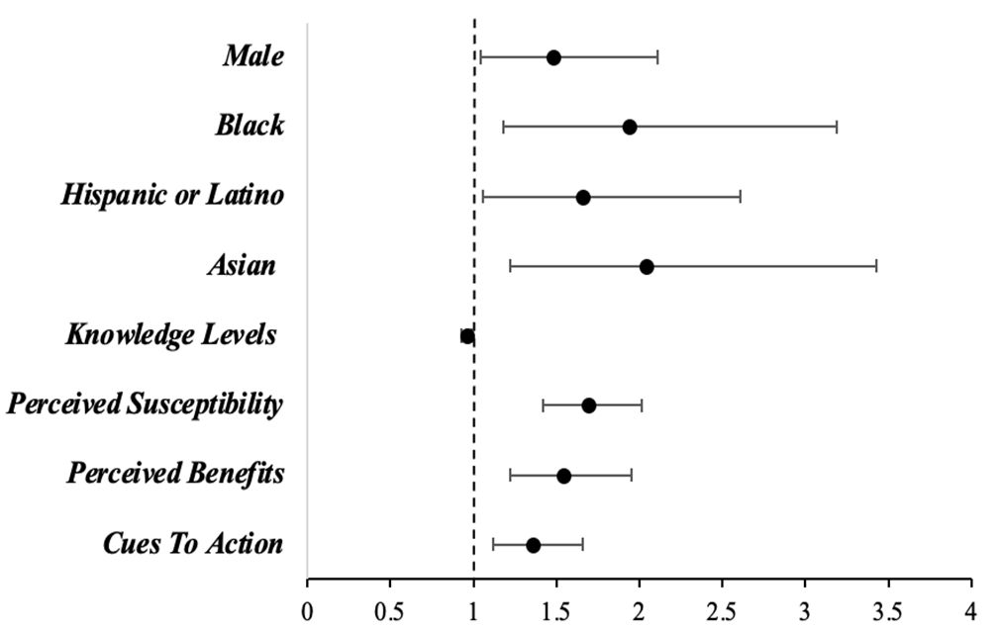 Male
Black
Hispanic or Latino
Asian
Knowledge Levels
Perceived Susceptibility
Perceived Benefits
Cues To Action
0 0.5 1 1.5 2 2.5 3 3.5 4